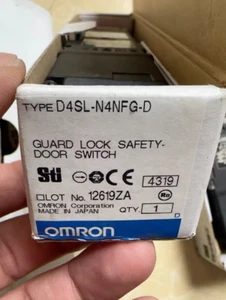 TYPE D4SL-N4NFG-D
GUARD LOCK SAFETY-
DOOR SWITCH
CE 4319
LOT No. 12619ZA
OMRON Corporation
MADE IN JAPAN QTY. 1
OMRON